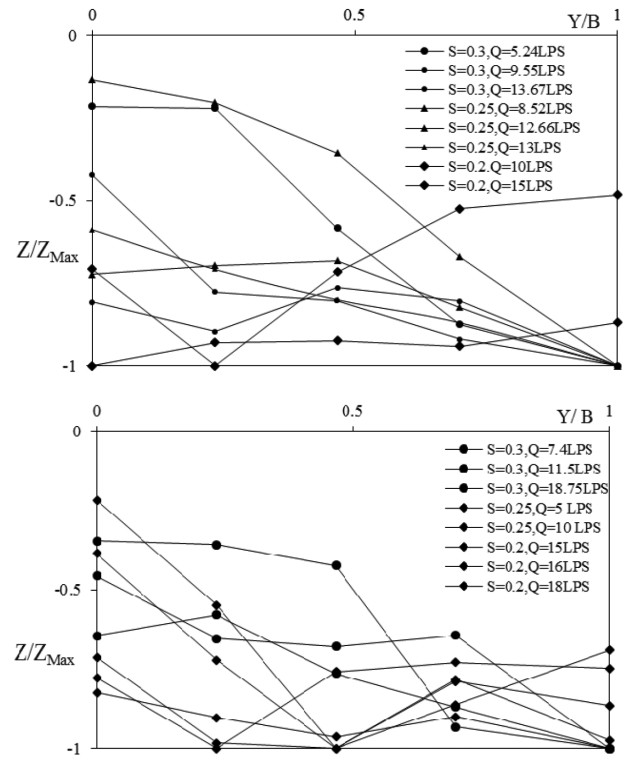 0 0.5 1
Y/B
0
S=0.3,Q=5.24LPS
S=0.3,Q=9.55LPS
S=0.3,Q=13.67LPS
S=0.25,Q=8.52LPS
S=0.25,Q=12.66LPS
S=0.25,Q=13LPS
S=0.2.Q=10LPS
S=0.2,Q=15LPS
-0.5
Z/ZMax
-1
0 0.5 1
Y/ B
0
S=0.3,Q=7.4LPS
S=0.3,Q=11.5LPS
S=0.3,Q=18.75LPS
S=0.25,Q=5 LPS
S=0.25,Q=10 LPS
S=0.2,Q=15LPS
S=0.2,Q=16LPS
S=0.2,Q=18LPS
-0.5
Z/ZMax
-1